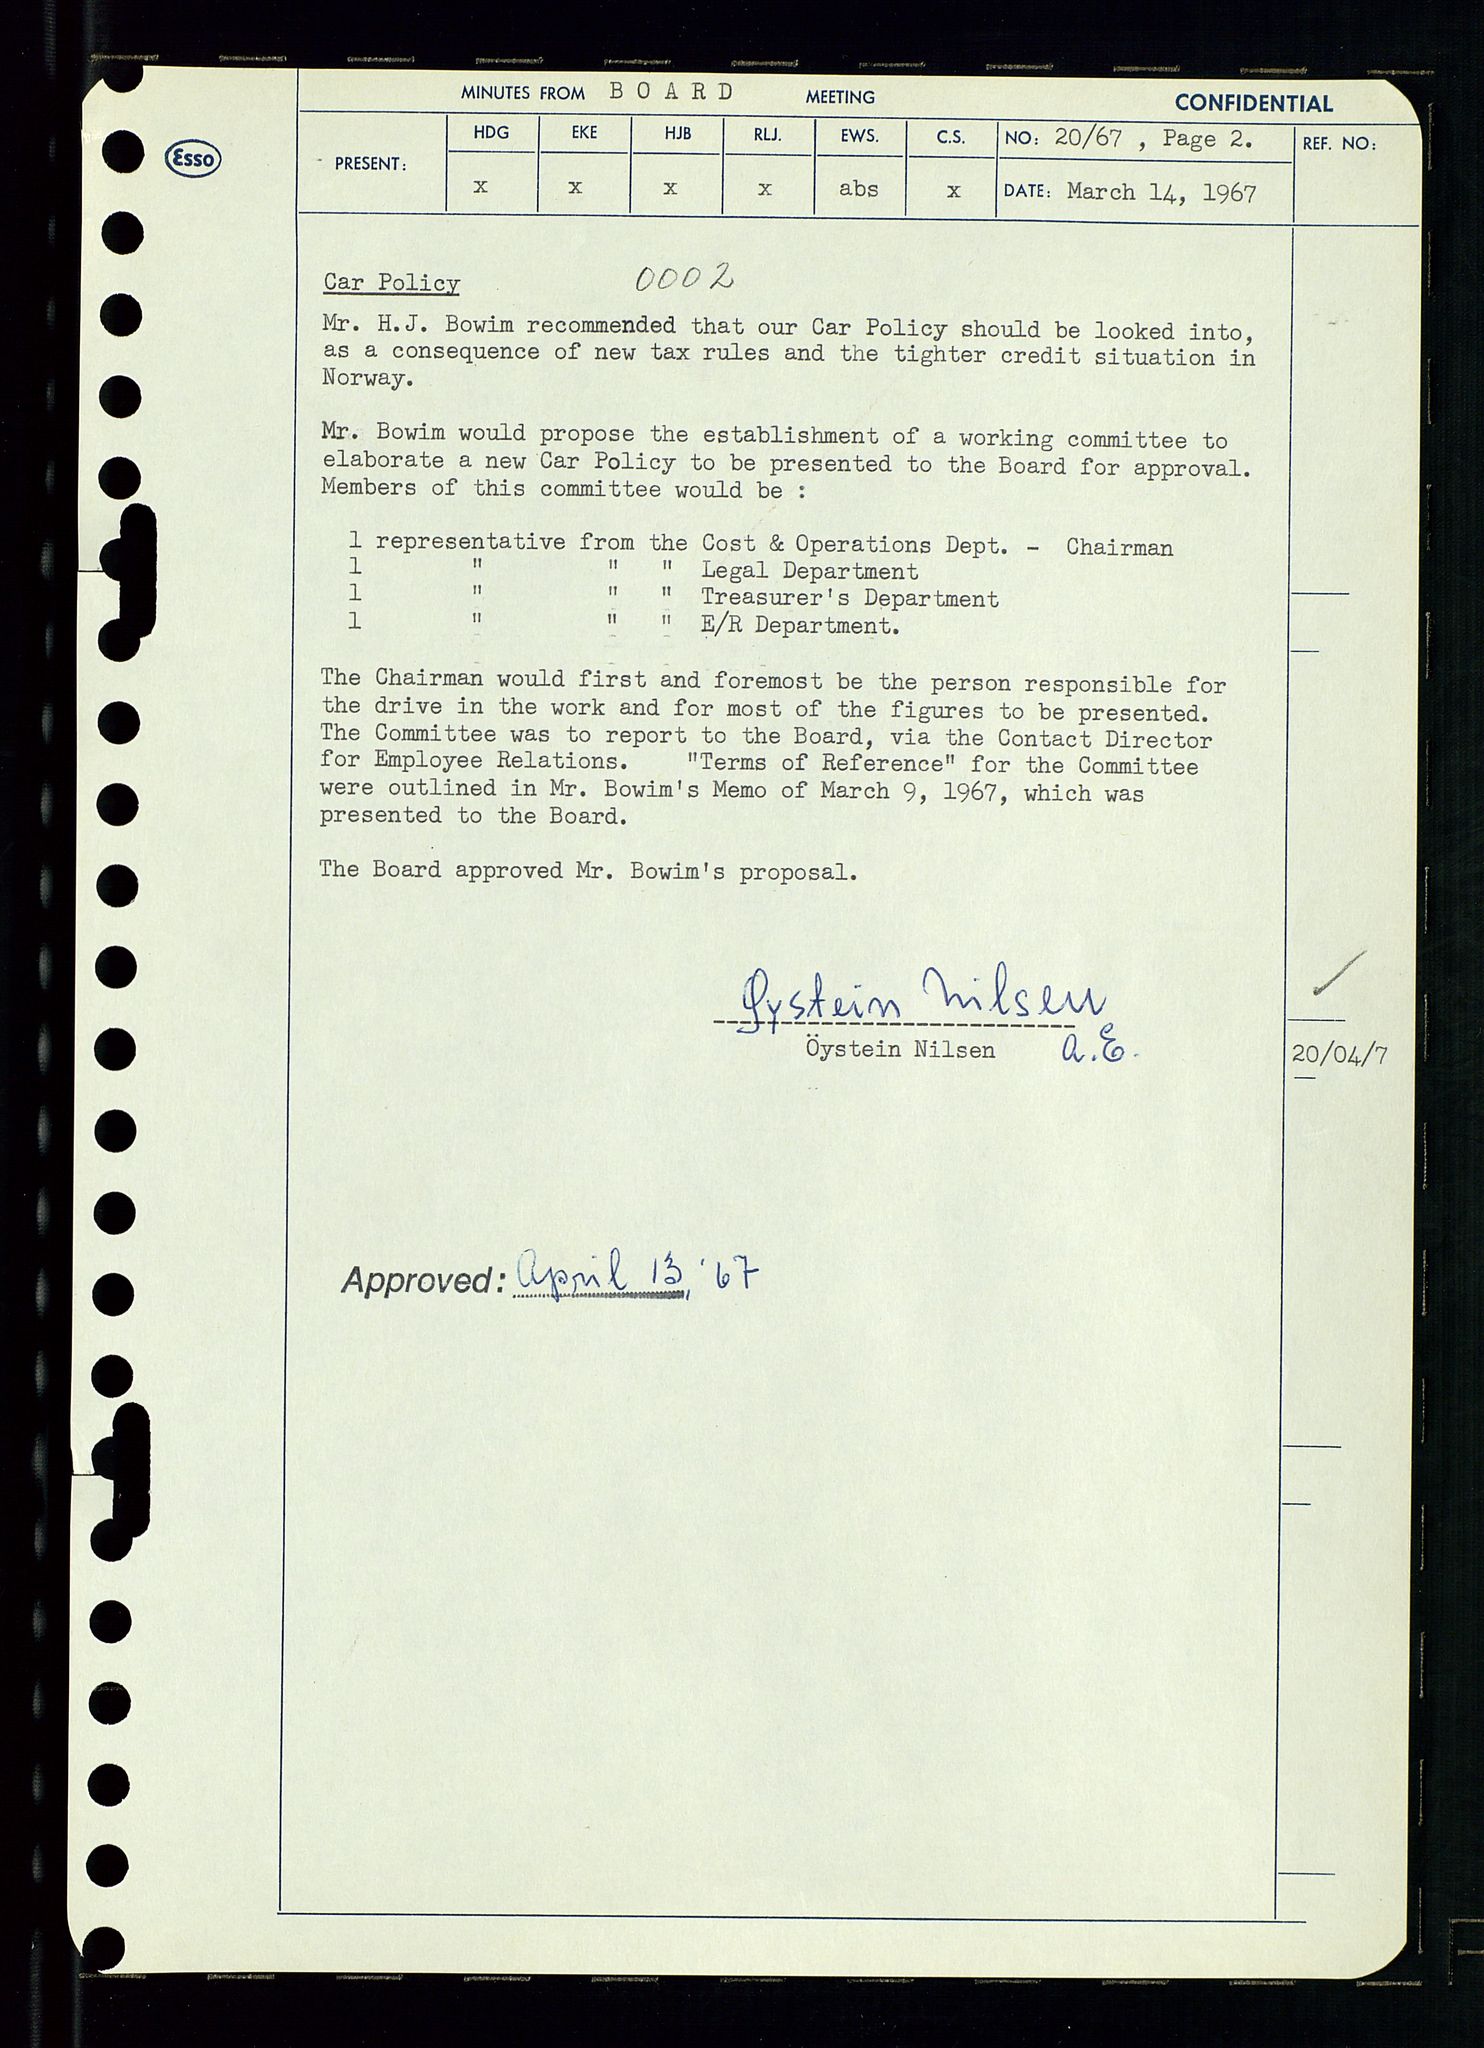 MINUTES FROM B O A R D MEETING CONFIDENTIAL
Esso
PRESENT: HDG EKE HJB RLJ. EWS. C.S. NO: 20/67 , Page 2. REF. NO:
x x x x abs x DATE: March 14, 1967
Car Policy 0002
Mr. H.J. Bowim recommended that our Car Policy should be looked into,
as a consequence of new tax rules and the tighter credit situation in
Norway.
Mr. Bowim would propose the establishment of a working committee to
elaborate a new Car Policy to be presented to the Board for approval.
Members of this committee would be :
1 representative from the Cost & Operations Dept. - Chairman
1 " " " Legal Department
1 " " " Treasurer's Department
1 " " " E/R Department.
The Chairman would first and foremost be the person responsible for
the drive in the work and for most of the figures to be presented.
The Committee was to report to the Board, via the Contact Director
for Employee Relations. "Terms of Reference" for the Committee
were outlined in Mr. Bowim's Memo of March 9, 1967, which was
presented to the Board.
The Board approved Mr. Bowim's proposal.
Øystein Nilsen
Öystein Nilsen a.E.
20/04/7
Approved: April 13, '67